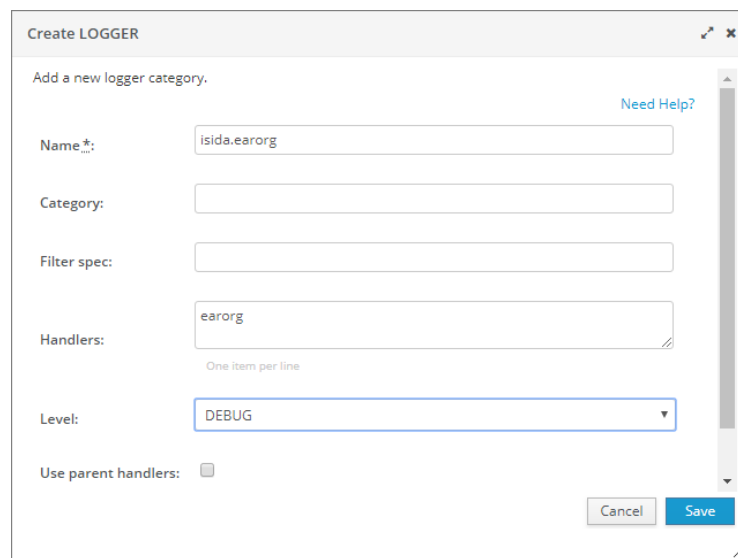 Create LOGGER
Add a new logger category.
Need Help?
Name*:
isida.earorg
Category:
Filter spec:
Handlers:
earorg
One item per line
Level:
DEBUG
Use parent handlers:
Cancel
Save